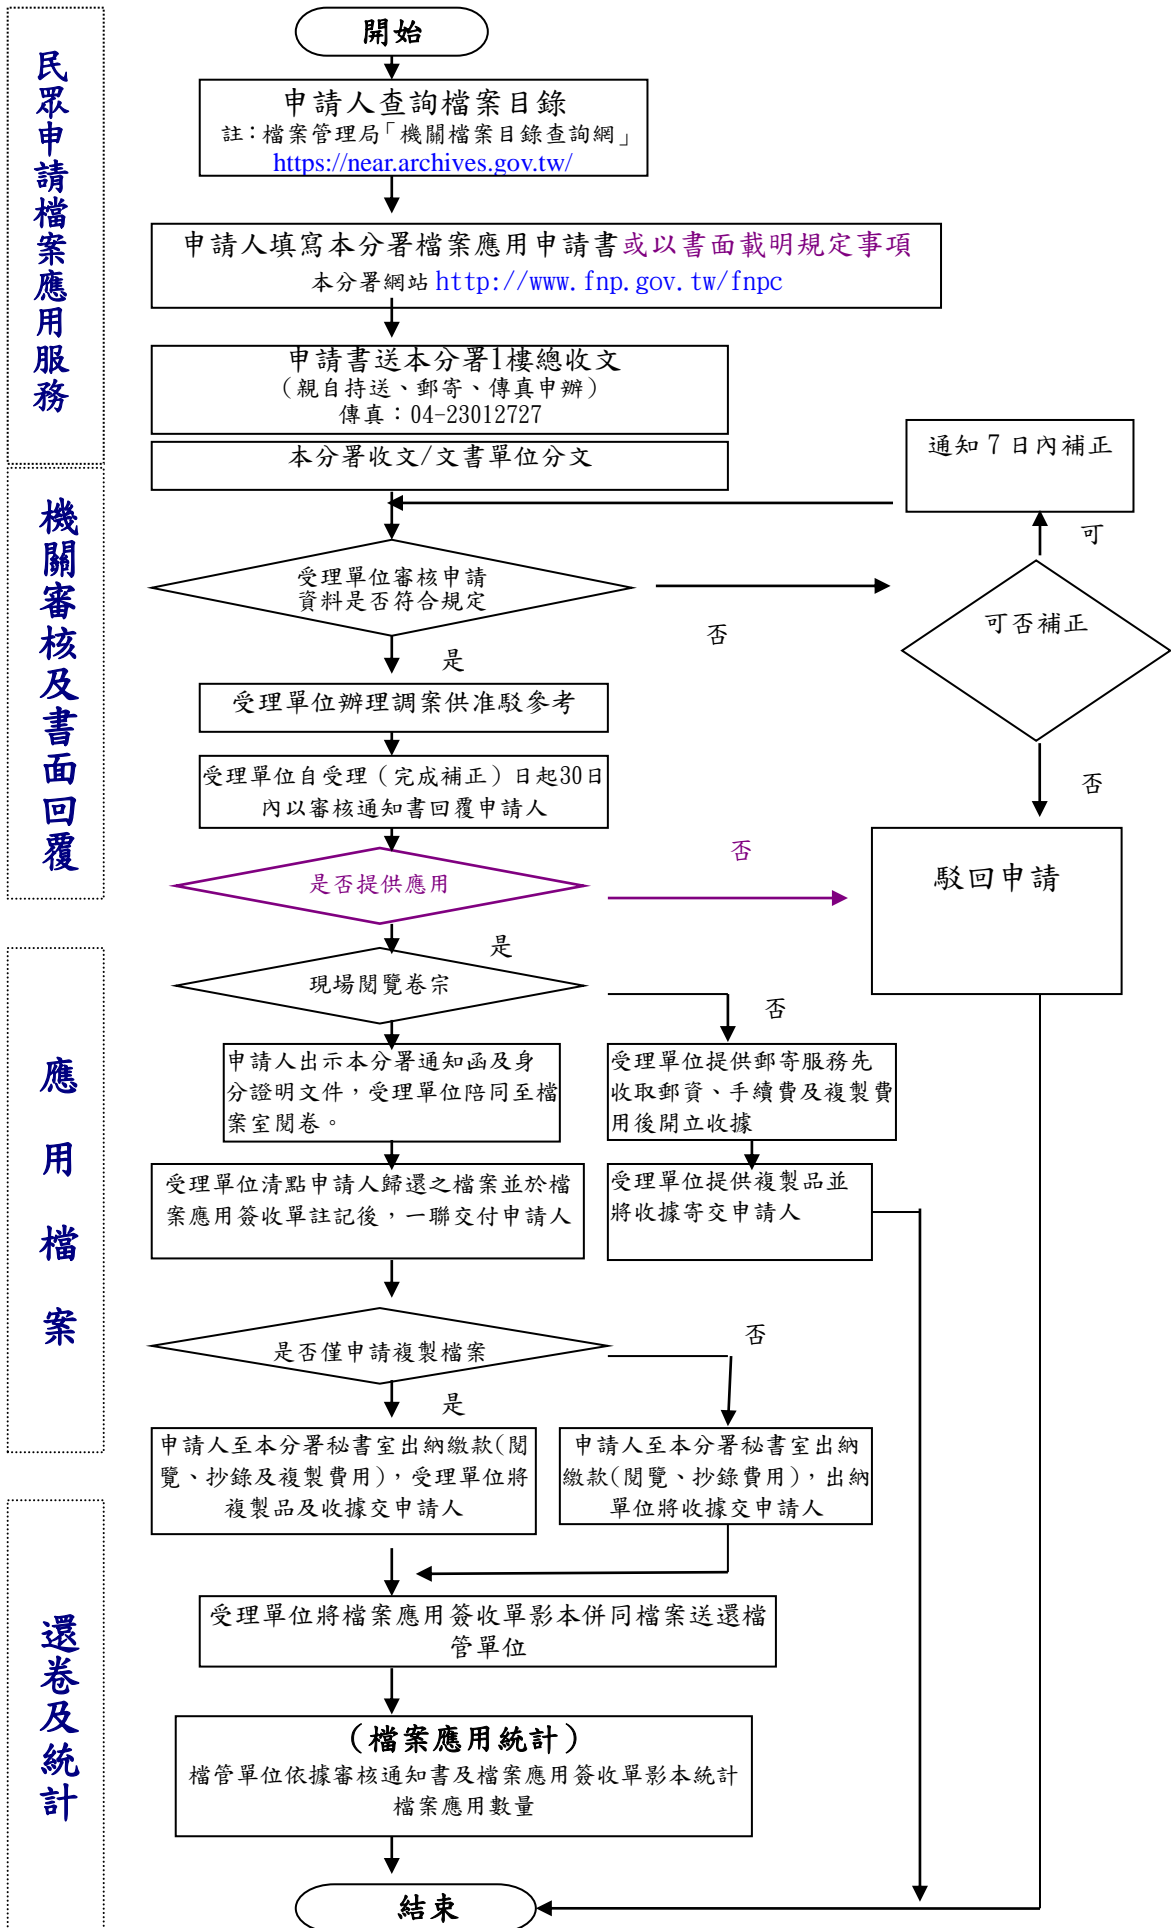 開始
民眾申請檔案應用服務
申請人查詢檔案目錄
註：檔案管理局「機關檔案目錄查詢網」
https://near.archives.gov.tw/
申請人填寫本分署檔案應用申請書或以書面載明規定事項
本分署網站 http://www.fnp.gov.tw/fnpc
申請書送本分署1樓總收文
（親自持送、郵寄、傳真申辦）
傳真：04-23012727
本分署收文/文書單位分文
通知 7 日內補正
機關審核及書面回覆
可
受理單位審核申請
資料是否符合規定
否
可否補正
是
受理單位辦理調案供准駁參考
受理單位自受理（完成補正）日起30日
內以審核通知書回覆申請人
否
是否提供應用
否
駁回申請
是
應用檔案
現場閱覽卷宗
否
申請人出示本分署通知函及身
分證明文件，受理單位陪同至檔
案室閱卷。
受理單位提供郵寄服務先
收取郵資、手續費及複製費
用後開立收據
受理單位清點申請人歸還之檔案並於檔
案應用簽收單註記後，一聯交付申請人
受理單位提供複製品並
將收據寄交申請人
是否僅申請複製檔案
否
是
申請人至本分署秘書室出納繳款(閱
覽、抄錄及複製費用)，受理單位將
複製品及收據交申請人
申請人至本分署秘書室出納
繳款(閱覽、抄錄費用)，出納
單位將收據交申請人
還卷及統計
受理單位將檔案應用簽收單影本併同檔案送還檔
管單位
（檔案應用統計）
檔管單位依據審核通知書及檔案應用簽收單影本統計
檔案應用數量
結束